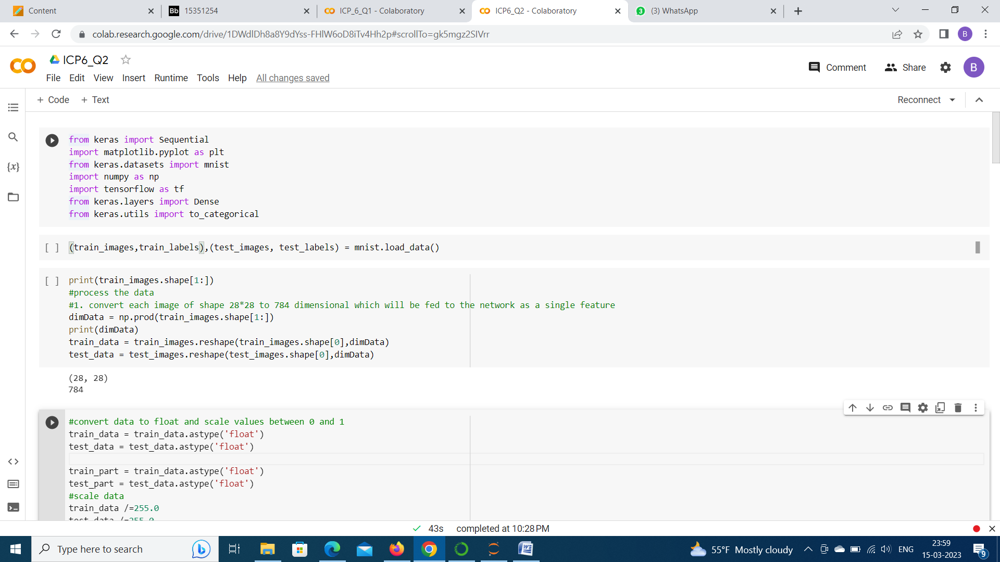 Content
Bb 15351254
ICP_6_Q1 - Colaboratory
ICP6_Q2 - Colaboratory
3 (3) WhatsApp
colab.research.google.com/drive/1DWdlDh8a8Y9dYss-FHlW6oD8iTv4Hh2p#scrollTo=gk5mgz2SIVrr
B
ICP6_Q2
Comment Share B
File Edit View Insert Runtime Tools Help All changes saved
+ Code + Text Reconnect
from keras import Sequential
import matplotlib.pyplot as plt
{x} from keras.datasets import mnist
import numpy as np
import tensorflow as tf
from keras.layers import Dense
from keras.utils import to_categorical
[ ] (train_images,train_labels),(test_images, test_labels) = mnist.load_data()
[ ] print(train_images.shape[1:])
#process the data
#1. convert each image of shape 28*28 to 784 dimensional which will be fed to the network as a single feature
dimData = np.prod(train_images.shape[1:])
print(dimData)
train_data = train_images.reshape(train_images.shape[0],dimData)
test_data = test_images.reshape(test_images.shape[0],dimData)
(28, 28)
784
#convert data to float and scale values between 0 and 1
train_data = train_data.astype('float')
test_data = test_data.astype('float')
train_part = train_data.astype('float')
test_part = test_data.astype('float')
#scale data
train_data /=255.0
test_data /=255.0
43s completed at 10:28 PM
Type here to search
55°F Mostly cloudy ENG
23:59
15-03-2023
9